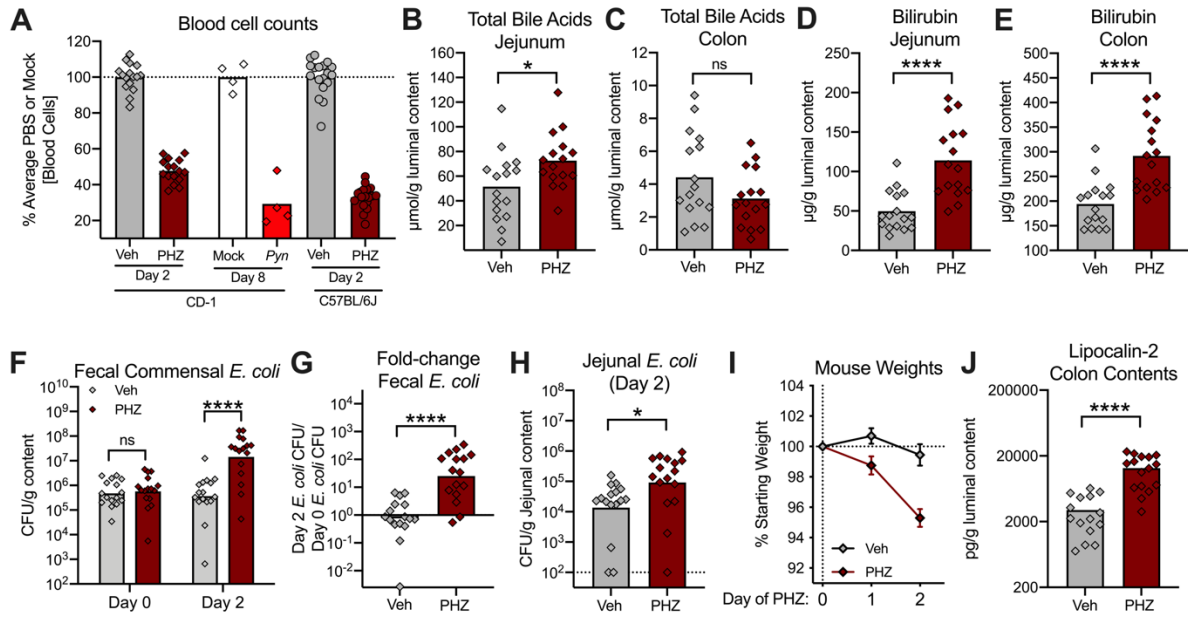 A
Blood cell counts
% Average PBS or Mock
[Blood Cells]
120
100
80
60
40
20
Veh PHZ Mock Pyn Veh PHZ
Day 2 Day 8 Day 2
CD-1 C57BL/6J
B
Total Bile Acids
Jejunum
µmol/g luminal content
150
120
90
60
30
0
*
Veh PHZ
C
Total Bile Acids
Colon
µmol/g luminal content
10
8
6
4
2
0
ns
Veh PHZ
D
Bilirubin
Jejunum
µg/g luminal content
250
200
150
100
50
0
****
Veh PHZ
E
Bilirubin
Colon
µg/g luminal content
500
450
400
350
300
250
200
150
100
****
Veh PHZ
F
Fecal Commensal E. coli
CFU/g content
10¹⁰
10⁹
10⁸
10⁷
10⁶
10⁵
10⁴
10³
10²
Veh
PHZ
ns
****
Day 0 Day 2
G
Fold-change
Fecal E. coli
Day 2 E. coli CFU/
Day 0 E. coli CFU
10⁴
10³
10²
10¹
10⁰
10⁻¹
10⁻²
****
Veh PHZ
H
Jejunal E. coli
(Day 2)
CFU/g Jejunal content
10⁸
10⁷
10⁶
10⁵
10⁴
10³
10²
*
Veh PHZ
I
Mouse Weights
% Starting Weight
104
102
100
98
96
94
92
91
Veh
PHZ
Day of PHZ: 0 1 2
J
Lipocalin-2
Colon Contents
pg/g luminal content
200000
20000
2000
200
****
Veh PHZ